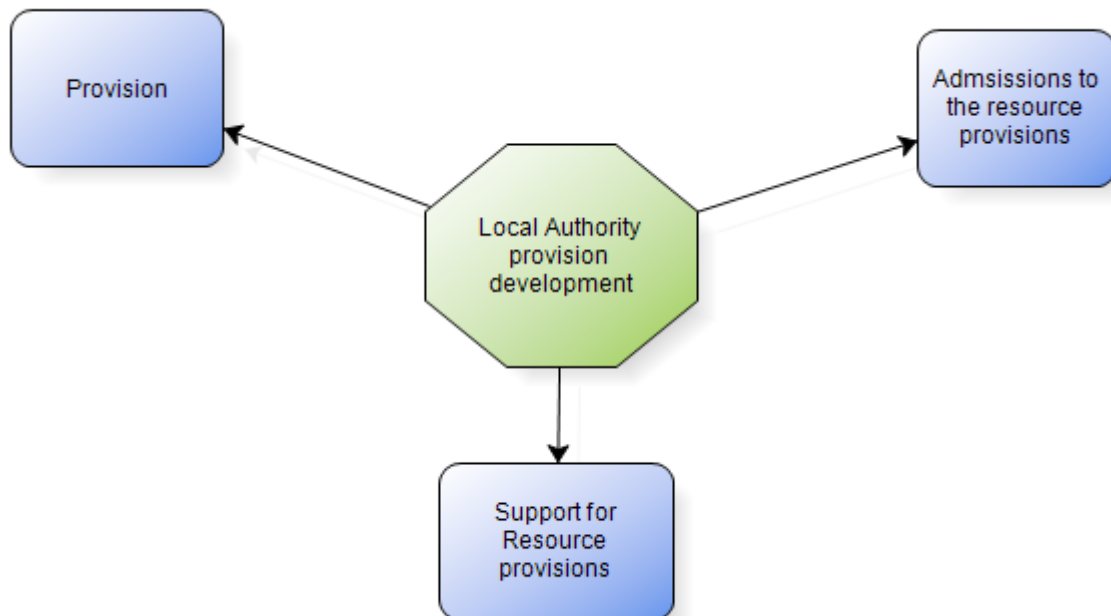 Provision
Admsissions to
the resource
provisions
Local Authority
provision
development
Support for
Resource
provisions